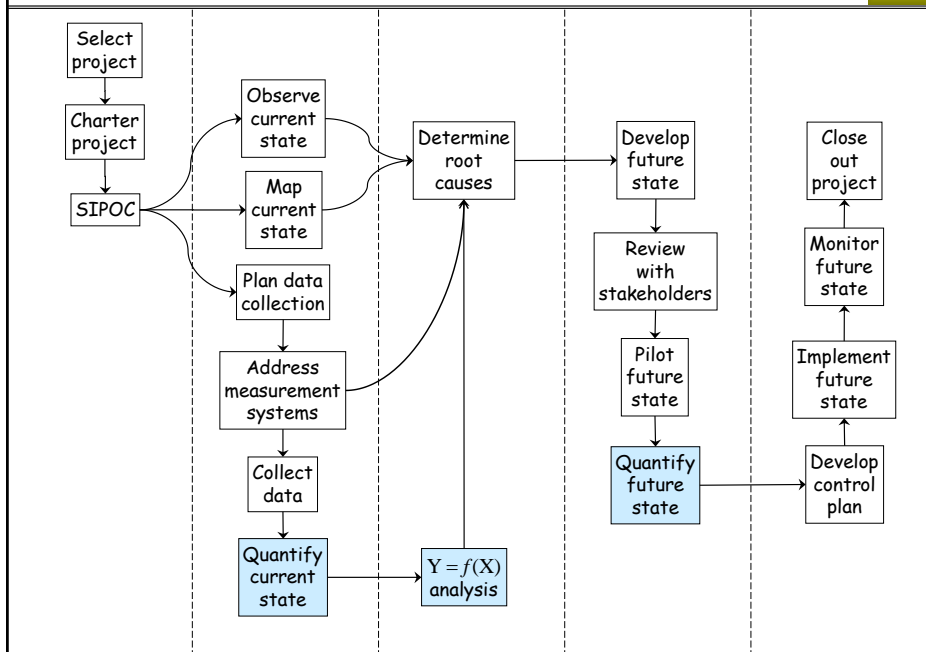 Select
project
Charter
project
SIPOC
Observe
current
state
Map
current
state
Plan data
collection
Address
measurement
systems
Collect
data
Quantify
current
state
Determine
root
causes
Y = f(X)
analysis
Develop
future
state
Review
with
stakeholders
Pilot
future
state
Quantify
future
state
Close
out
project
Monitor
future
state
Implement
future
state
Develop
control
plan